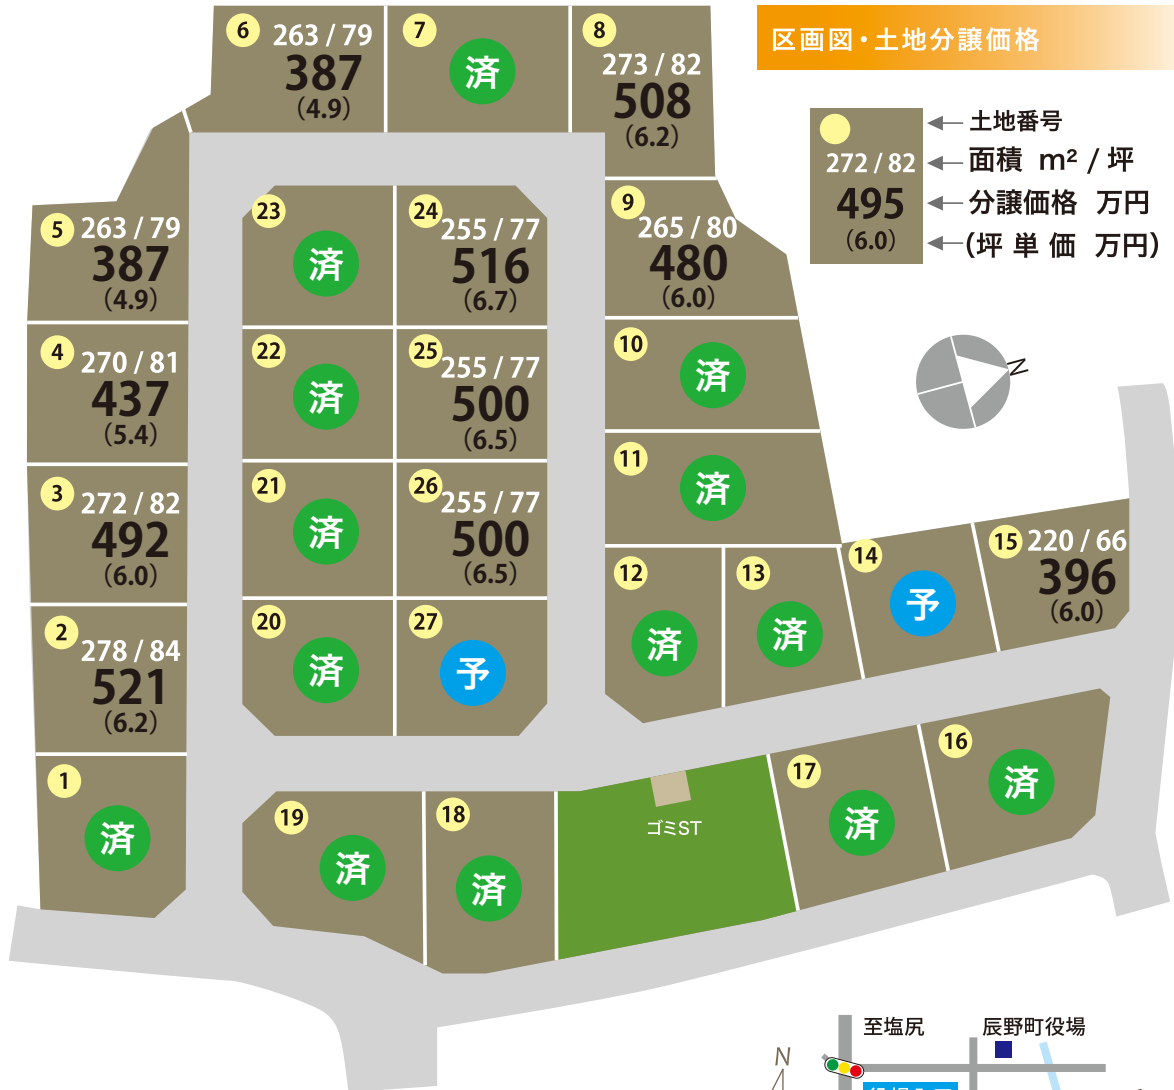 区画図・土地分譲価格
土地番号
272 / 82
面積 m² / 坪
495
分譲価格 万円
(6.0)
(坪単価 万円)
6
263 / 79
387
(4.9)
7
済
8
273 / 82
508
(6.2)
5
263 / 79
387
(4.9)
23
済
24
255 / 77
516
(6.7)
9
265 / 80
480
(6.0)
4
270 / 81
437
(5.4)
22
済
25
255 / 77
500
(6.5)
10
済
N
3
272 / 82
492
(6.0)
21
済
26
255 / 77
500
(6.5)
11
済
2
278 / 84
521
(6.2)
20
済
27
予
12
済
13
済
14
予
15
220 / 66
396
(6.0)
1
済
19
済
18
済
ゴミST
17
済
16
済
至塩尻
辰野町役場
N